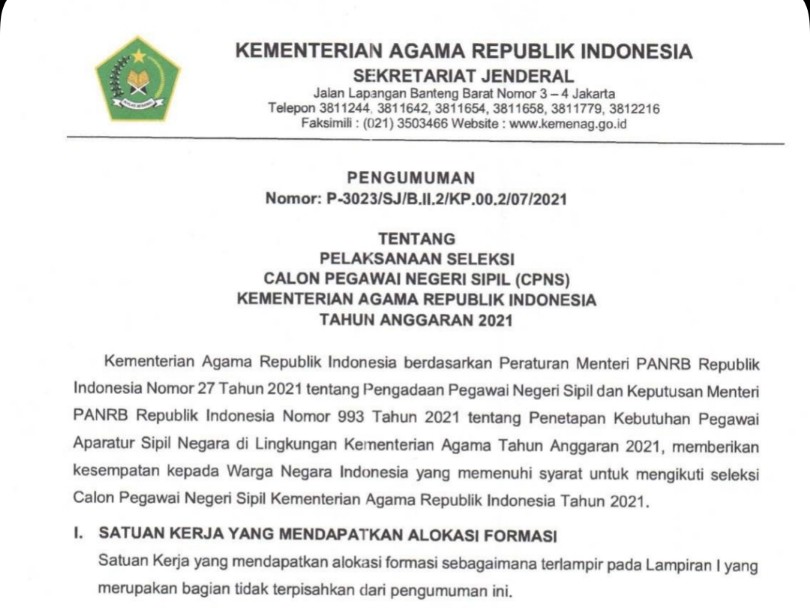 KEMENTERIAN AGAMA REPUBLIK INDONESIA
SEKRETARIAT JENDERAL
Jalan Lapangan Banteng Barat Nomor 3 – 4 Jakarta
Telepon 3811244, 3811642, 3811654, 3811658, 3811779, 3812216
Faksimili : (021) 3503466 Website : www.kemenag.go.id
PENGUMUMAN
Nomor: P-3023/SJ/B.II.2/KP.00.2/07/2021
TENTANG
PELAKSANAAN SELEKSI
CALON PEGAWAI NEGERI SIPIL (CPNS)
KEMENTERIAN AGAMA REPUBLIK INDONESIA
TAHUN ANGGARAN 2021
Kementerian Agama Republik Indonesia berdasarkan Peraturan Menteri PANRB Republik
Indonesia Nomor 27 Tahun 2021 tentang Pengadaan Pegawai Negeri Sipil dan Keputusan Menteri
PANRB Republik Indonesia Nomor 993 Tahun 2021 tentang Penetapan Kebutuhan Pegawai
Aparatur Sipil Negara di Lingkungan Kementerian Agama Tahun Anggaran 2021, memberikan
kesempatan kepada Warga Negara Indonesia yang memenuhi syarat untuk mengikuti seleksi
Calon Pegawai Negeri Sipil Kementerian Agama Republik Indonesia Tahun 2021.
I. SATUAN KERJA YANG MENDAPATKAN ALOKASI FORMASI
Satuan Kerja yang mendapatkan alokasi formasi sebagaimana terlampir pada Lampiran I yang
merupakan bagian tidak terpisahkan dari pengumuman ini.